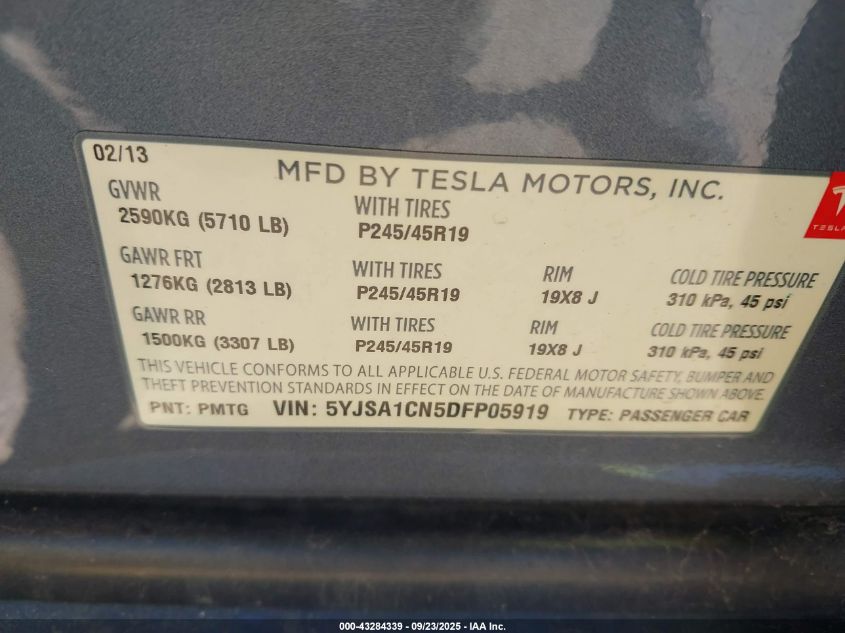 02/13
MFD BY TESLA MOTORS, INC.
GVWR
2590KG (5710 LB)
WITH TIRES
P245/45R19
TESLA
GAWR FRT
1276KG (2813 LB)
WITH TIRES
P245/45R19
RIM
19X8 J
COLD TIRE PRESSURE
310 kPa, 45 psi
GAWR RR
1500KG (3307 LB)
WITH TIRES
P245/45R19
RIM
19X8 J
COLD TIRE PRESSURE
310 kPa, 45 psi
THIS VEHICLE CONFORMS TO ALL APPLICABLE U.S. FEDERAL MOTOR SAFETY, BUMPER AND
THEFT PREVENTION STANDARDS IN EFFECT ON THE DATE OF MANUFACTURE SHOWN ABOVE.
PNT: PMTG VIN: 5YJSA1CN5DFP05919 TYPE: PASSENGER CAR
000-43284339 - 09/23/2025 - IAA Inc.